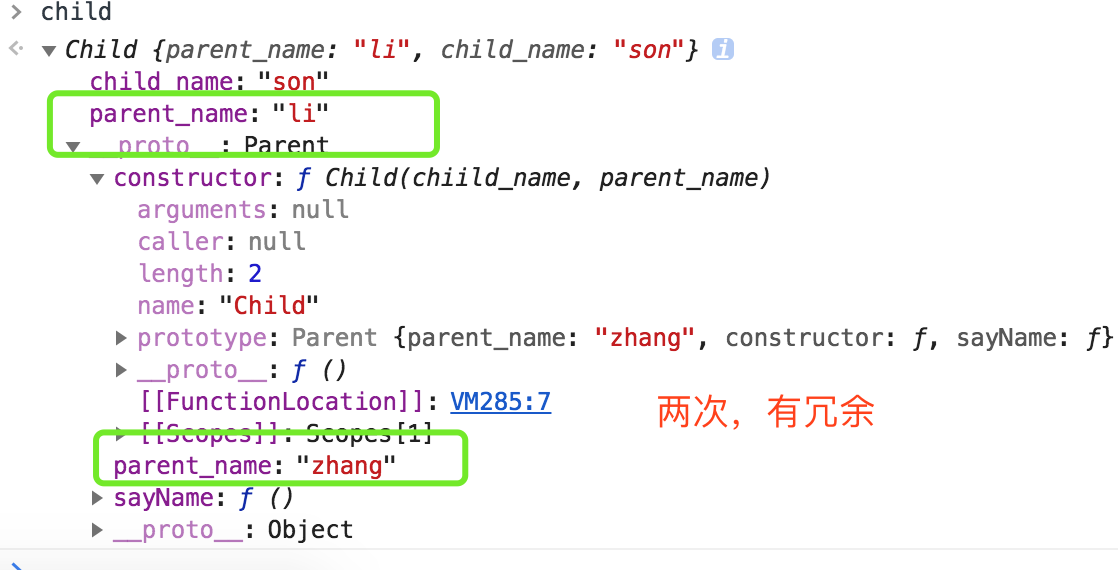 > child
Child {parent_name: "li", child_name: "son"} i
child_name: "son"
parent_name: "li"
__proto__: Parent
constructor: ƒ Child(chiild_name, parent_name)
arguments: null
caller: null
length: 2
name: "Child"
prototype: Parent {parent_name: "zhang", constructor: ƒ, sayName: ƒ}
__proto__: ƒ ()
[[FunctionLocation]]: VM285:7
两次，有冗余
[[Scopes]]: Scopes[1]
parent_name: "zhang"
sayName: ƒ ()
__proto__: Object